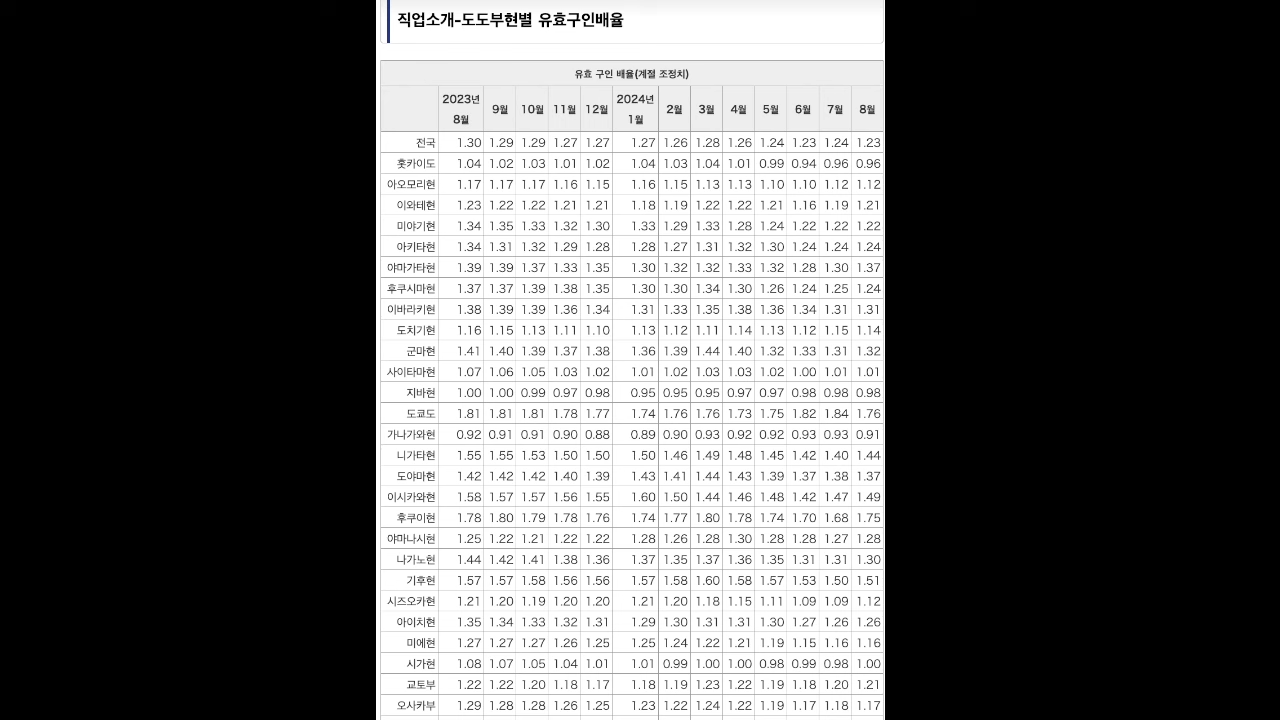 직업소개-도도부현별 유효구인배율
유효 구인 배율(계절 조정치)
2023년 8월 9월 10월 11월 12월 2024년 1월 2월 3월 4월 5월 6월 7월 8월
전국 1.30 1.29 1.29 1.27 1.27 1.27 1.26 1.28 1.26 1.24 1.23 1.24 1.23
홋카이도 1.04 1.02 1.03 1.01 1.02 1.04 1.03 1.04 1.01 0.99 0.94 0.96 0.96
아오모리현 1.17 1.17 1.17 1.16 1.15 1.16 1.15 1.13 1.13 1.10 1.10 1.12 1.12
이와테현 1.23 1.22 1.22 1.21 1.21 1.18 1.19 1.22 1.22 1.21 1.16 1.19 1.21
미야기현 1.34 1.35 1.33 1.32 1.30 1.33 1.29 1.33 1.28 1.24 1.22 1.22 1.22
아키타현 1.34 1.31 1.32 1.29 1.28 1.28 1.27 1.31 1.32 1.30 1.24 1.24 1.24
야마가타현 1.39 1.39 1.37 1.33 1.35 1.30 1.32 1.32 1.33 1.32 1.28 1.30 1.37
후쿠시마현 1.37 1.37 1.39 1.38 1.35 1.30 1.30 1.34 1.30 1.26 1.24 1.25 1.24
이바라키현 1.38 1.39 1.39 1.36 1.34 1.31 1.33 1.35 1.38 1.36 1.34 1.31 1.31
도치기현 1.16 1.15 1.13 1.11 1.10 1.13 1.12 1.11 1.14 1.13 1.12 1.15 1.14
군마현 1.41 1.40 1.39 1.37 1.38 1.36 1.39 1.44 1.40 1.32 1.33 1.31 1.32
사이타마현 1.07 1.06 1.05 1.03 1.02 1.01 1.02 1.03 1.03 1.02 1.00 1.01 1.01
지바현 1.00 1.00 0.99 0.97 0.98 0.95 0.95 0.95 0.97 0.97 0.98 0.98 0.98
도쿄도 1.81 1.81 1.81 1.78 1.77 1.74 1.76 1.76 1.73 1.75 1.82 1.84 1.76
가나가와현 0.92 0.91 0.91 0.90 0.88 0.89 0.90 0.93 0.92 0.92 0.93 0.93 0.91
니가타현 1.55 1.55 1.53 1.50 1.50 1.50 1.46 1.49 1.48 1.45 1.42 1.40 1.44
도야마현 1.42 1.42 1.42 1.40 1.39 1.43 1.41 1.44 1.43 1.39 1.37 1.38 1.37
이시카와현 1.58 1.57 1.57 1.56 1.55 1.60 1.50 1.44 1.46 1.48 1.42 1.47 1.49
후쿠이현 1.78 1.80 1.79 1.78 1.76 1.74 1.77 1.80 1.78 1.74 1.70 1.68 1.75
야마나시현 1.25 1.22 1.21 1.22 1.22 1.28 1.26 1.28 1.30 1.28 1.28 1.27 1.28
나가노현 1.44 1.42 1.41 1.38 1.36 1.37 1.35 1.37 1.36 1.35 1.31 1.31 1.30
기후현 1.57 1.57 1.58 1.56 1.56 1.57 1.58 1.60 1.58 1.57 1.53 1.50 1.51
시즈오카현 1.21 1.20 1.19 1.20 1.20 1.21 1.20 1.18 1.15 1.11 1.09 1.09 1.12
아이치현 1.35 1.34 1.33 1.32 1.31 1.29 1.30 1.31 1.31 1.30 1.27 1.26 1.26
미에현 1.27 1.27 1.27 1.26 1.25 1.25 1.24 1.22 1.21 1.19 1.15 1.16 1.16
시가현 1.08 1.07 1.05 1.04 1.01 1.01 0.99 1.00 1.00 0.98 0.99 0.98 1.00
교토부 1.22 1.22 1.20 1.18 1.17 1.18 1.19 1.23 1.22 1.19 1.18 1.20 1.21
오사카부 1.29 1.28 1.28 1.26 1.25 1.23 1.22 1.24 1.22 1.19 1.17 1.18 1.17